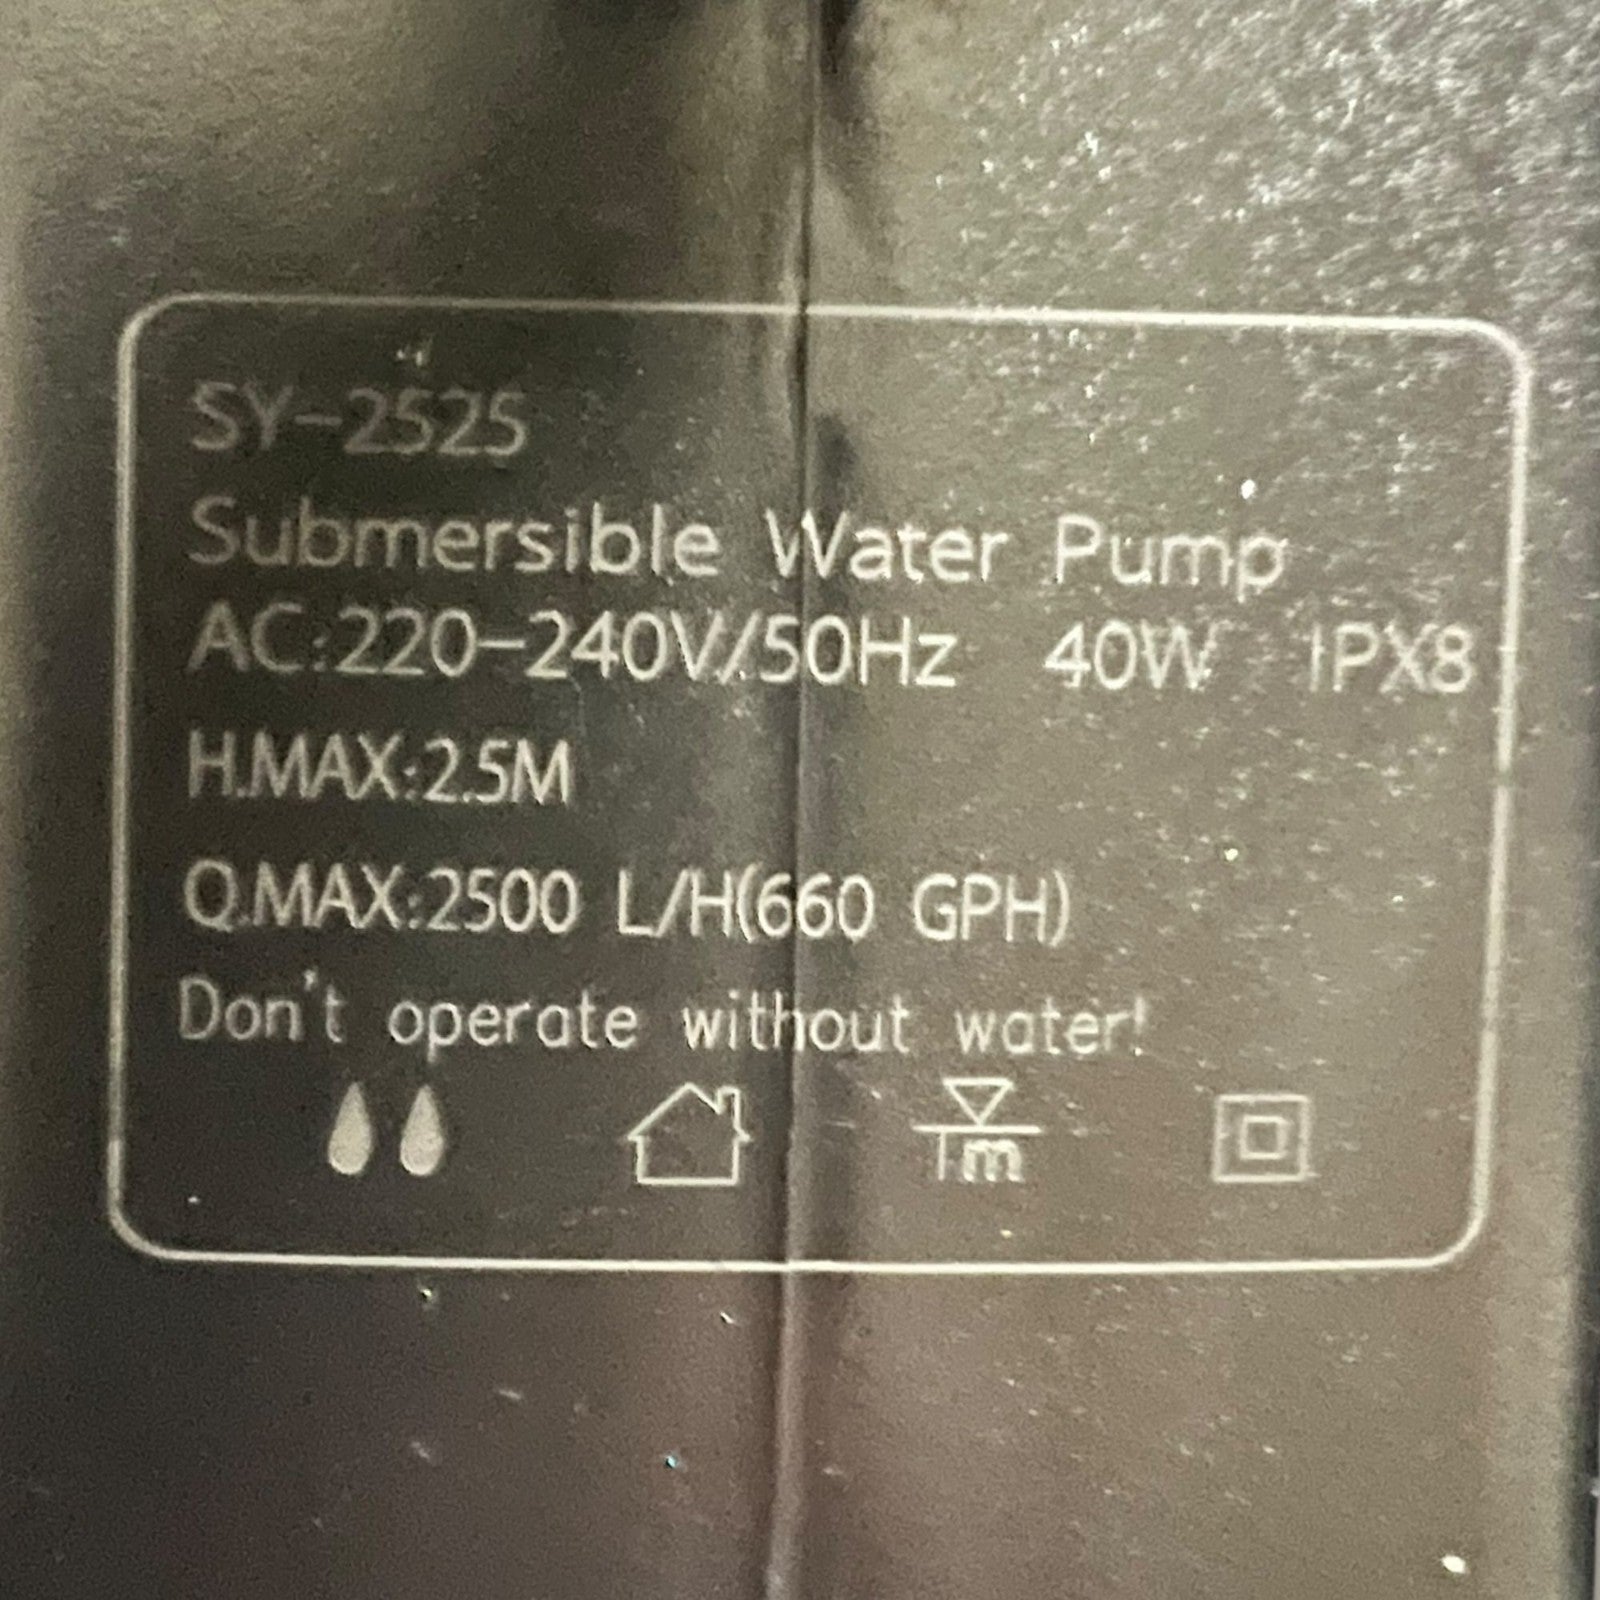 SY-2525
Submersible Water Pump
AC:220-240V/50Hz 40W IPX8
H.MAX:2.5M
Q.MAX:2500 L/H(660 GPH)
Don't operate without water!
1m